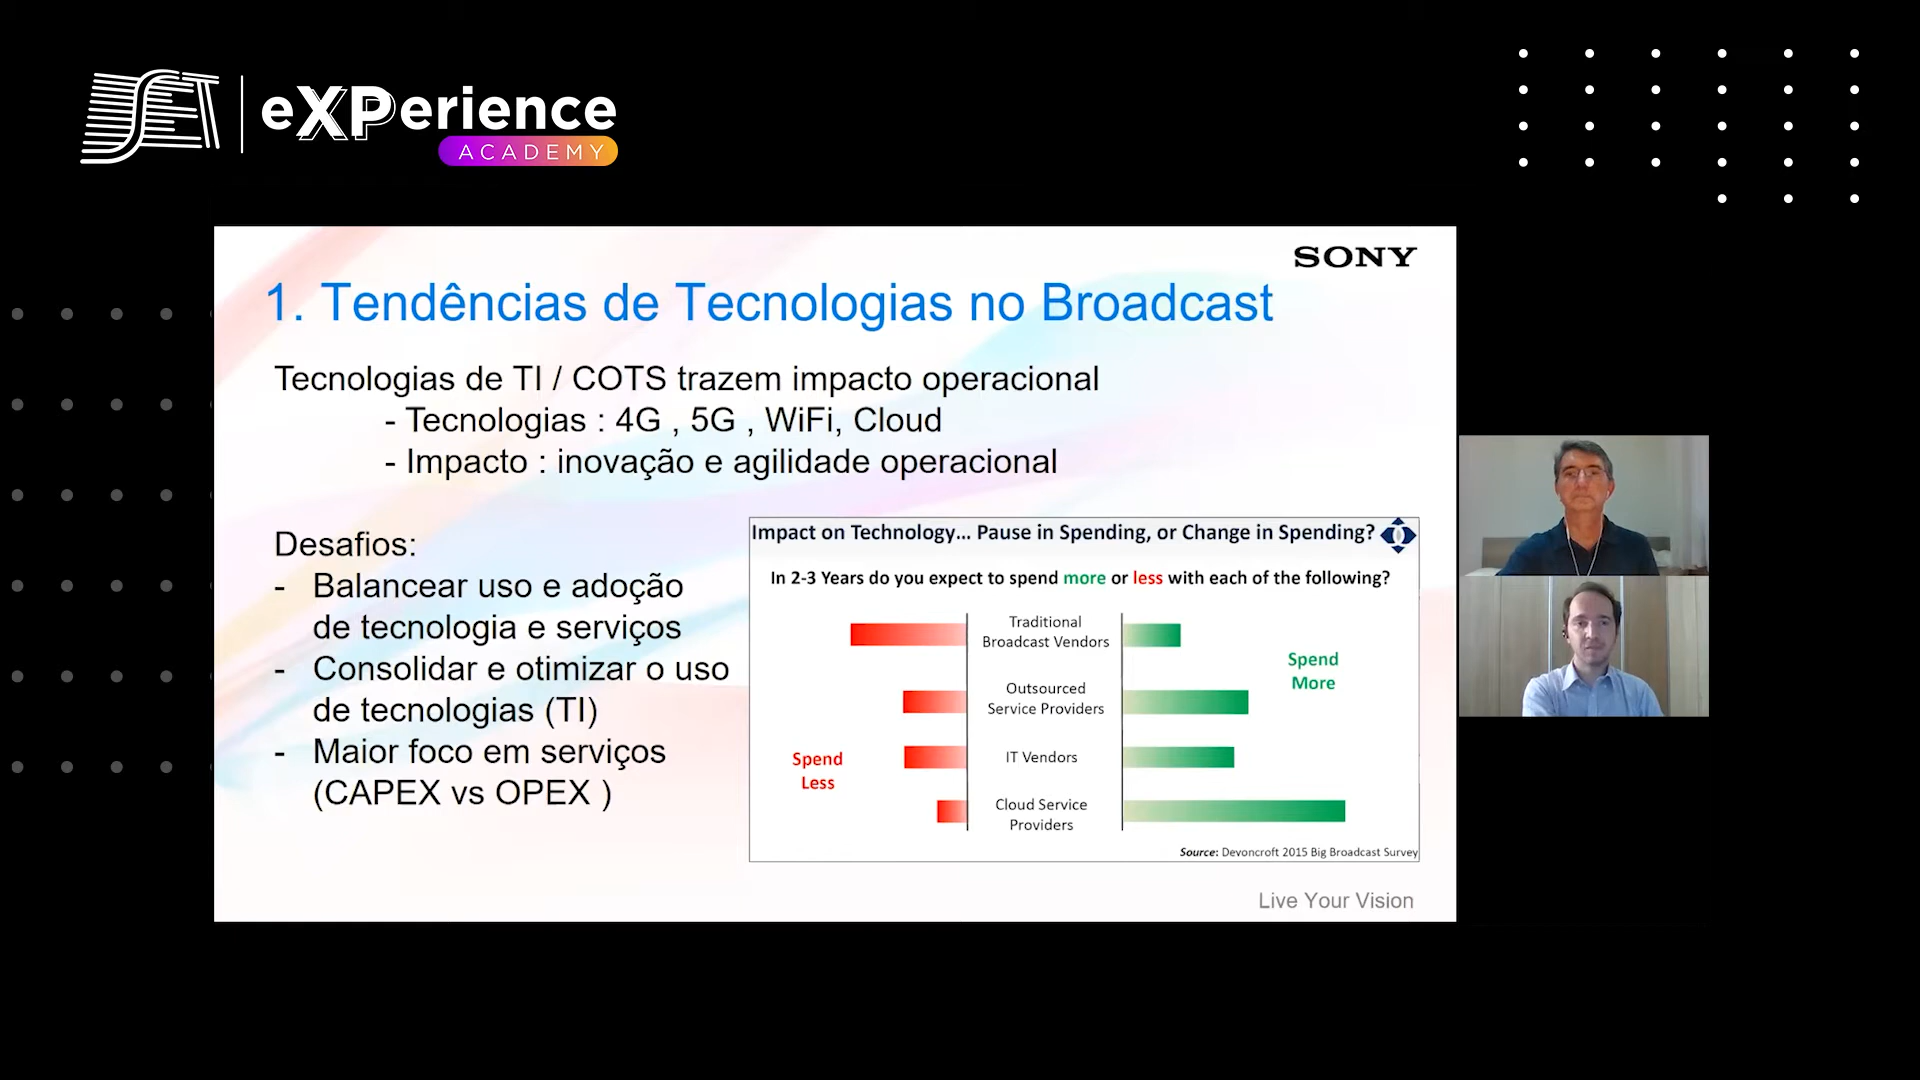 SET eXPerience
ACADEMY
SONY
1. Tendências de Tecnologias no Broadcast
Tecnologias de TI / COTS trazem impacto operacional
- Tecnologias : 4G , 5G , WiFi, Cloud
- Impacto : inovação e agilidade operacional
Desafios:
- Balancear uso e adoção
de tecnologia e serviços
- Consolidar e otimizar o uso
de tecnologias (TI)
- Maior foco em serviços
(CAPEX vs OPEX )
Impact on Technology... Pause in Spending, or Change in Spending?
In 2-3 Years do you expect to spend more or less with each of the following?
Traditional
Broadcast Vendors
Outsourced
Service Providers
IT Vendors
Cloud Service
Providers
Spend
More
Spend
Less
Source: Devoncroft 2015 Big Broadcast Survey
Live Your Vision